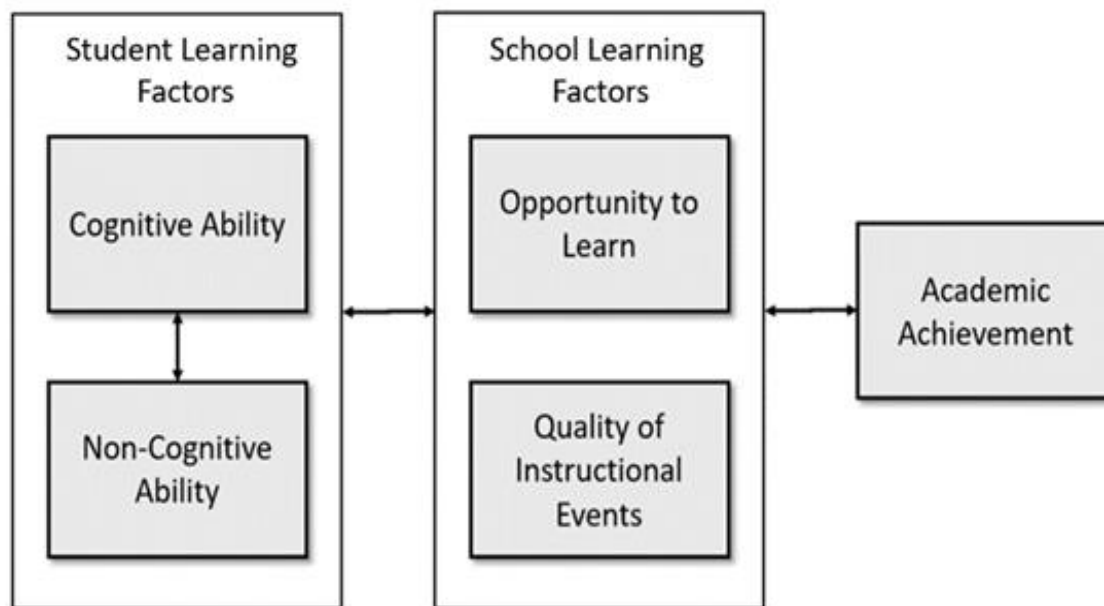 Student Learning
Factors
Cognitive Ability
Non-Cognitive
Ability
School Learning
Factors
Opportunity to
Learn
Quality of
Instructional
Events
Academic
Achievement